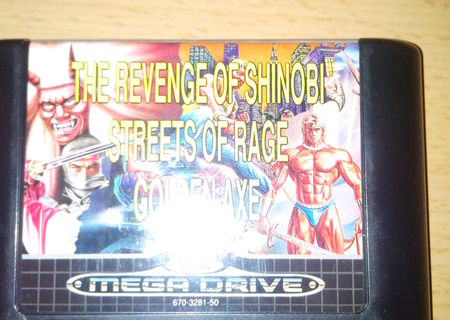 THE REVENGE OF SHINOBI
STREETS OF RAGE
GOLDEN AXE
MEGA DRIVE
670-3281-50